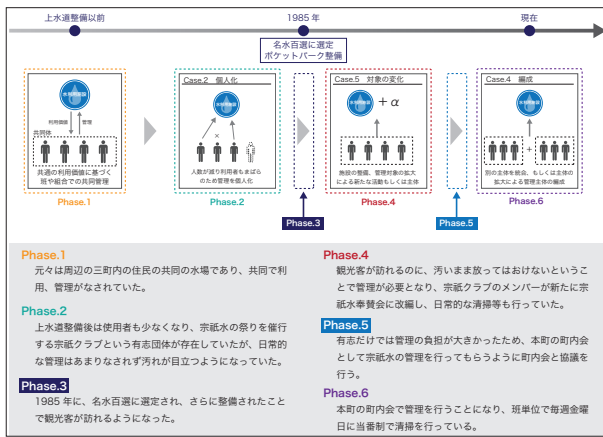 上水道整備以前
1985 年
現在
名水百選に選定
ポケットパーク整備
水利用施設
利用価値
管理
共同体
共通の利用価値に基づく
班や組合での共同管理
Phase.1
Case.2 個人化
水利用施設
×
人数が減り利用者もまばら
のため管理を個人化
Phase.2
Phase.3
Case.5 対象の変化
水利用施設
+α
施設の整備、管理対象の拡大
による新たな活動もしくは主体
Phase.4
Phase.5
Case.4 編成
水利用施設
+
別の主体を統合、もしくは主体の
拡大による管理主体の編成
Phase.6
Phase.1
元々は周辺の三町内の住民の共同の水場であり、共同で利
用、管理がなされていた。
Phase.2
上水道整備後は使用者も少なくなり、宗祇水の祭りを催行
する宗祇クラブという有志団体が存在していたが、日常的
な管理はあまりなされず汚れが目立つようになっていた。
Phase.3
1985 年に、名水百選に選定され、さらに整備されたこと
で観光客が訪れるようになった。
Phase.4
観光客が訪れるのに、汚いまま放ってはおけないというこ
とで管理が必要となり、宗祇クラブのメンバーが新たに宗
祇水奉賛会に改編し、日常的な清掃等も行っていた。
Phase.5
有志だけでは管理の負担が大きかったため、本町の町内会
として宗祇水の管理を行ってもらうように町内会と協議を
行う。
Phase.6
本町の町内会で管理を行うことになり、班単位で毎週金曜
日に当番制で清掃を行っている。